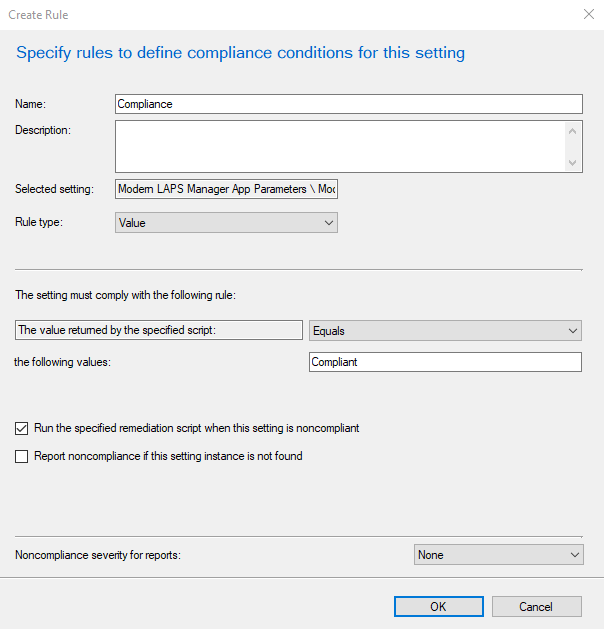 Create Rule
Specify rules to define compliance conditions for this setting
Name:
Compliance
Description:
Selected setting:
Modern LAPS Manager App Parameters \ Mod
Rule type:
Value
The setting must comply with the following rule:
The value returned by the specified script:
Equals
the following values:
Compliant
Run the specified remediation script when this setting is noncompliant
Report noncompliance if this setting instance is not found
Noncompliance severity for reports:
None
OK
Cancel